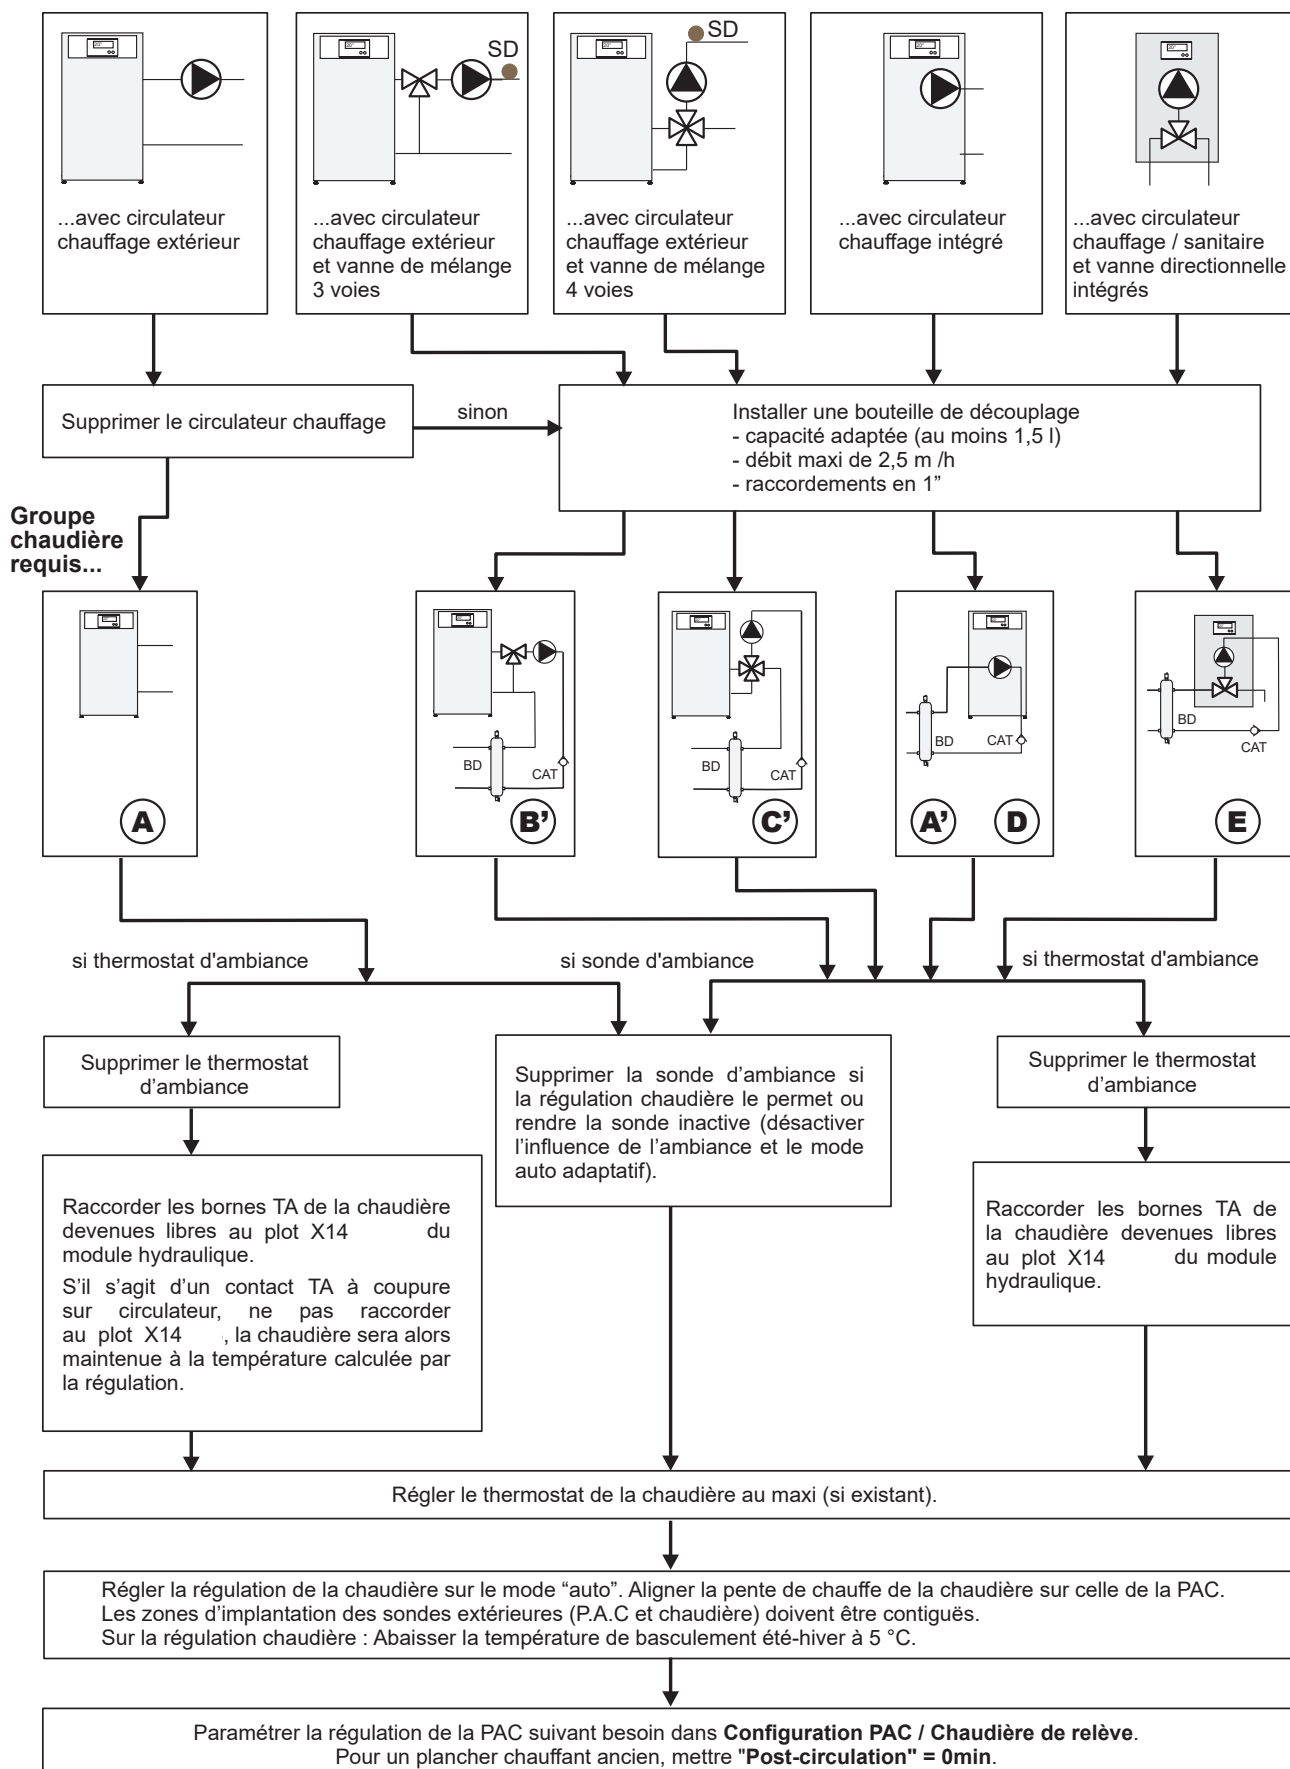 SD
SD
...avec circulateur
chauffage extérieur
...avec circulateur
chauffage extérieur
et vanne de mélange
3 voies
...avec circulateur
chauffage extérieur
et vanne de mélange
4 voies
...avec circulateur
chauffage intégré
...avec circulateur
chauffage / sanitaire
et vanne directionnelle
intégrés
Supprimer le circulateur chauffage
sinon
Installer une bouteille de découplage
- capacité adaptée (au moins 1,5 l)
- débit maxi de 2,5 m /h
- raccordements en 1”
Groupe
chaudière
requis...
A
BD
CAT
B’
BD
CAT
C’
BD
CAT
A’
D
BD
CAT
E
si thermostat d'ambiance
si sonde d'ambiance
si thermostat d'ambiance
Supprimer le thermostat
d’ambiance
Supprimer la sonde d’ambiance si
la régulation chaudière le permet ou
rendre la sonde inactive (désactiver
l’influence de l’ambiance et le mode
auto adaptatif).
Supprimer le thermostat
d’ambiance
Raccorder les bornes TA de la chaudière
devenues libres au plot X14 du
module hydraulique.
S’il s’agit d’un contact TA à coupure
sur circulateur, ne pas raccorder
au plot X14 , la chaudière sera alors
maintenue à la température calculée par
la régulation.
Raccorder les bornes TA de
la chaudière devenues libres
au plot X14 du module
hydraulique.
Régler le thermostat de la chaudière au maxi (si existant).
Régler la régulation de la chaudière sur le mode “auto”. Aligner la pente de chauffe de la chaudière sur celle de la PAC.
Les zones d’implantation des sondes extérieures (P.A.C et chaudière) doivent être contiguës.
Sur la régulation chaudière : Abaisser la température de basculement été-hiver à 5 °C.
Paramétrer la régulation de la PAC suivant besoin dans Configuration PAC / Chaudière de relève.
Pour un plancher chauffant ancien, mettre "Post-circulation" = 0min.